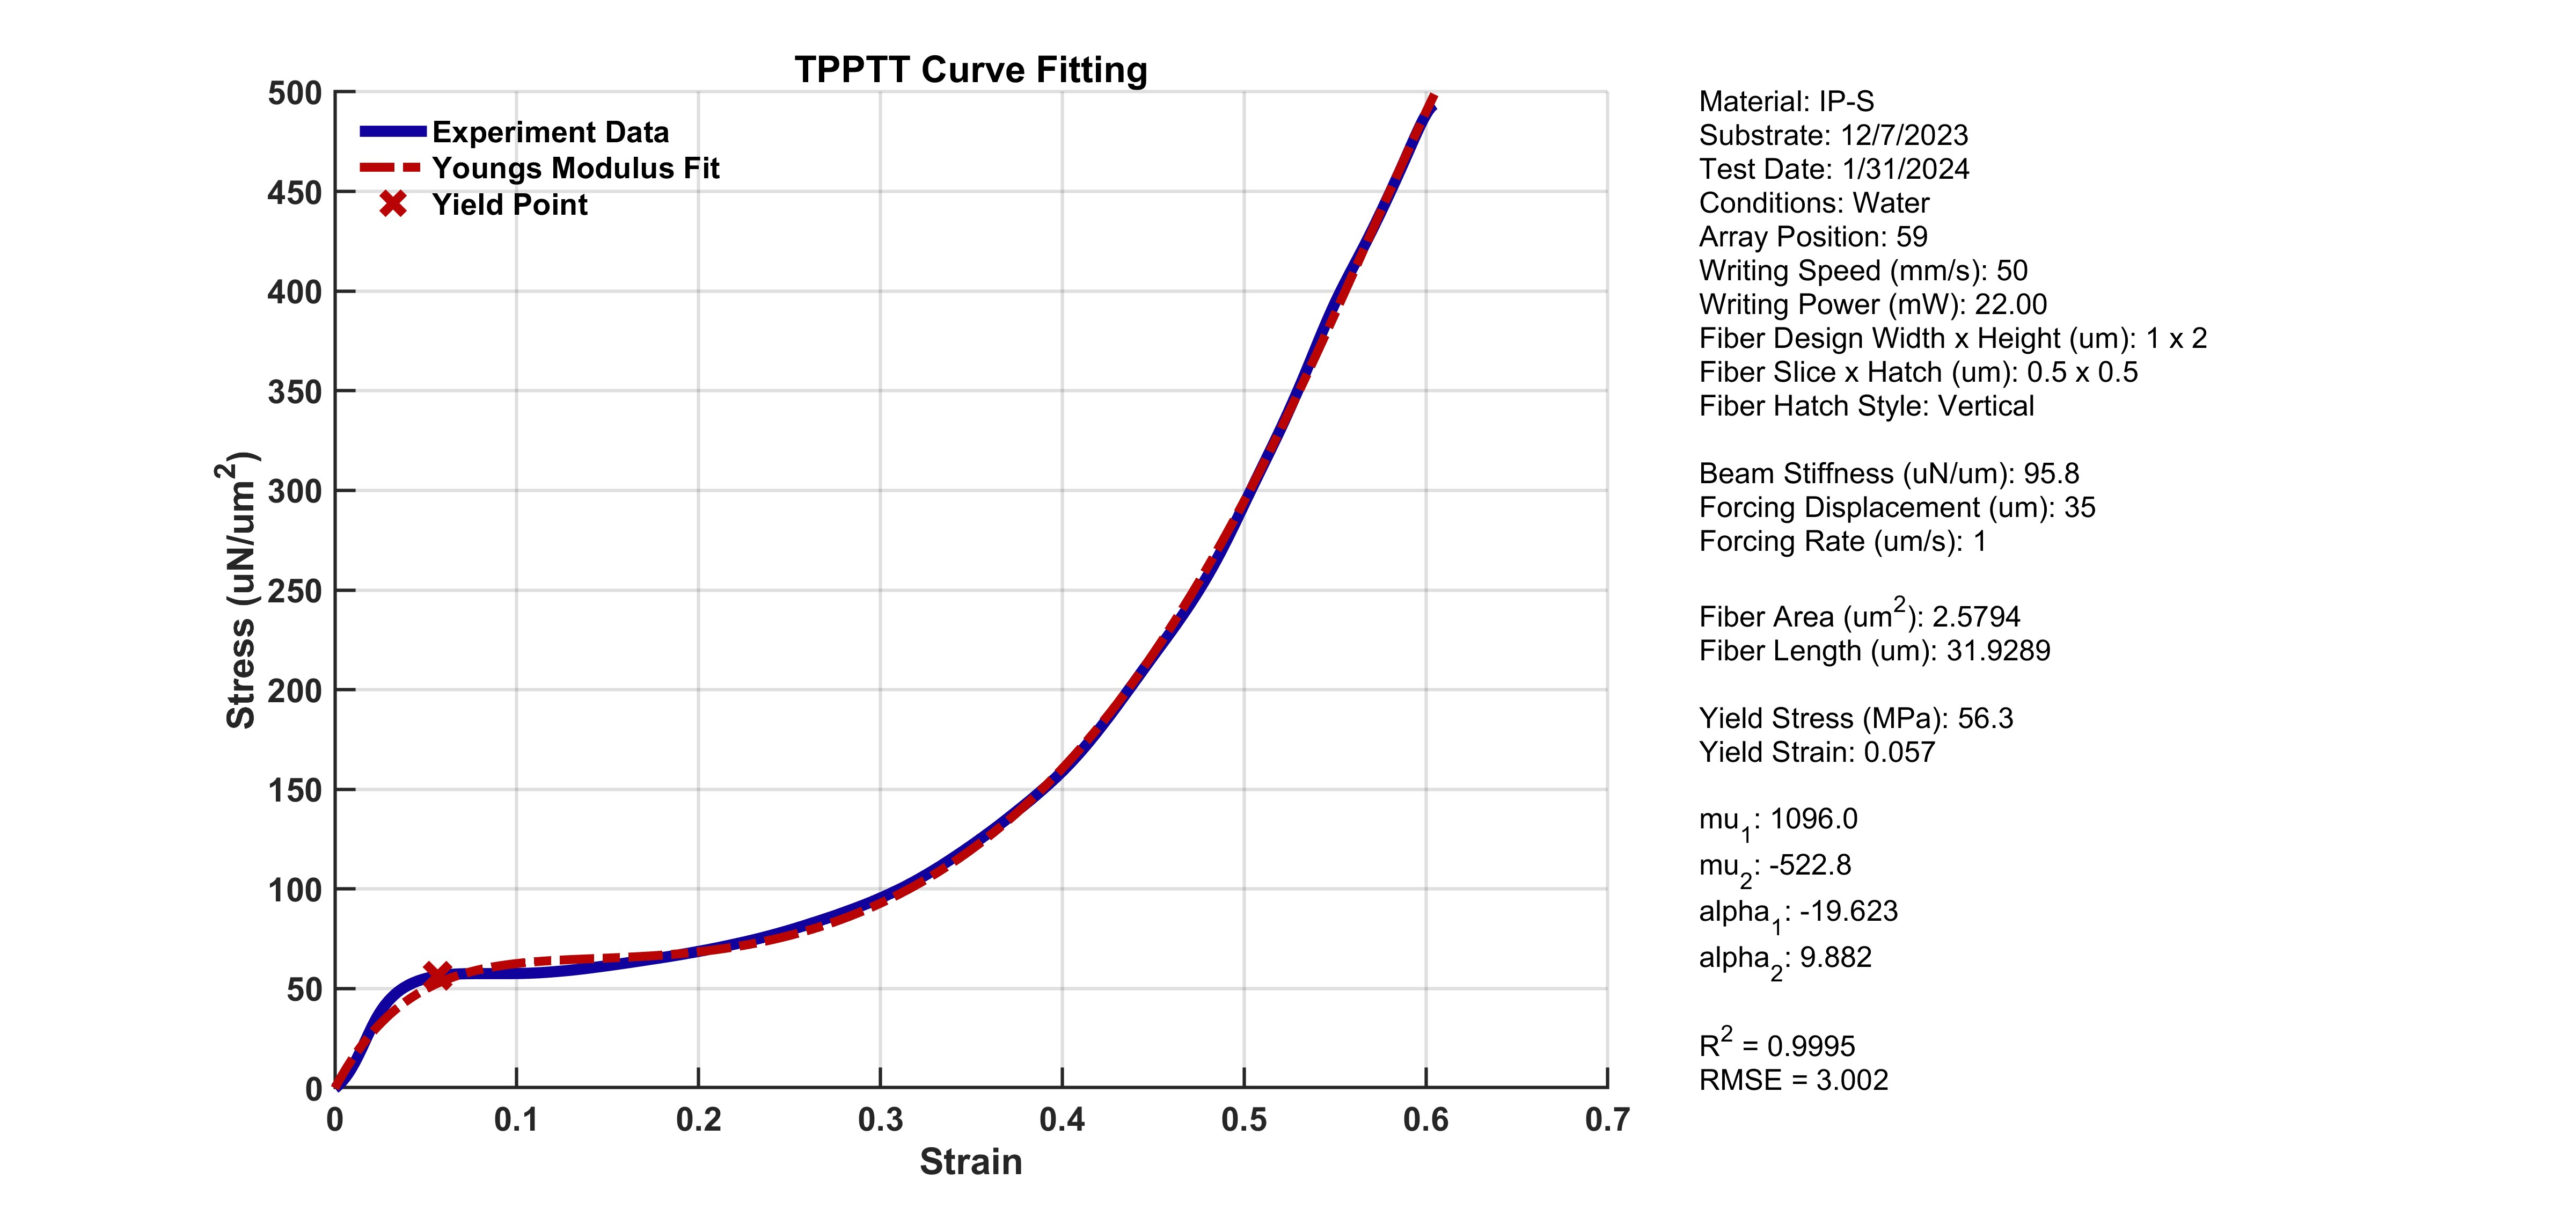 TPPTT Curve Fitting
500
450
400
350
300
250
200
150
100
50
0
Stress (uN/um²)
Experiment Data
Youngs Modulus Fit
Yield Point
0 0.1 0.2 0.3 0.4 0.5 0.6 0.7
Strain
Material: IP-S
Substrate: 12/7/2023
Test Date: 1/31/2024
Conditions: Water
Array Position: 59
Writing Speed (mm/s): 50
Writing Power (mW): 22.00
Fiber Design Width x Height (um): 1 x 2
Fiber Slice x Hatch (um): 0.5 x 0.5
Fiber Hatch Style: Vertical
Beam Stiffness (uN/um): 95.8
Forcing Displacement (um): 35
Forcing Rate (um/s): 1
Fiber Area (um²): 2.5794
Fiber Length (um): 31.9289
Yield Stress (MPa): 56.3
Yield Strain: 0.057
mu₁: 1096.0
mu₂: -522.8
alpha₁: -19.623
alpha₂: 9.882
R² = 0.9995
RMSE = 3.002